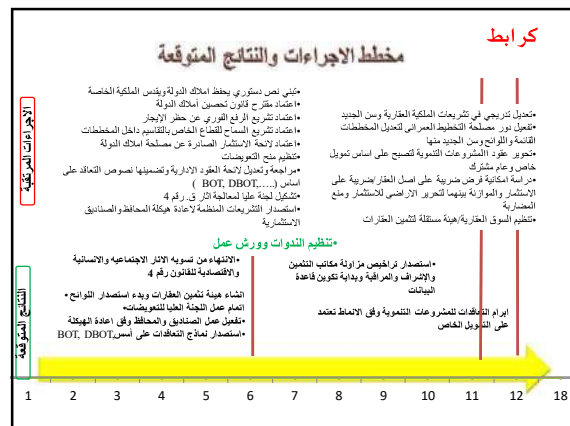 كرابط
مخطط الاجراءات والنتائج المتوقعة
الاجراءات المرتقبة
•تبني نص دستوري يحفظ املاك الدولة ويقدس الملكية الخاصة
•اعتماد مقترح قانون تحصين أملاك الدولة
•اعتماد تشريع الرفع الفوري عن حظر الإيجار
•اعتماد تشريع السماح للقطاع الخاص بالتقاسيم داخل المخططات
•اعتماد لائحة الاستثمار الصادرة عن مصلحة املاك الدولة
•تنظيم منح التعويضات
•مراجعة وتعديل لائحة العقود الادارية وتضمينها نصوص التعاقد على
اساس (.....,BOT, DBOT )
•تشكيل لجنة عليا لمعالجة اثار ق. رقم 4
•استصدار التشريعات المنظمة لاعادة هيكلة المحافظ والصناديق
الاستثمارية
•تعديل تدريجي في تشريعات الملكية العقارية وسن الجديد
•تفعيل دور مصلحة التخطيط العمراني لتعديل المخططات
القائمة واللوائح وسن الجديد منها
•تحوير عقود االمشروعات التنموية لتصبح على اساس تمويل
خاص وعام مشترك
•دراسة امكانية فرض ضريبة على اصل العقار/ضريبة على
الاستثمار والموازنة بينهما لتحرير الاراضي للاستثمار ومنع
المضاربة
•تنظيم السوق العقارية/هيئة مستقلة لتثمين العقارات
•تنظيم الندوات وورش عمل
النتائج المتوقعة
•الانتهاء من تسوية الاثار الاجتماعيه والانسانية
والاقتصادية للقانون رقم 4
انشاء هيئة تثمين العقارات وبدء استصدار اللوائح •
اتمام عمل اللجنة العليا للتعويضات•
•تفعيل عمل الصناديق والمحافظ وفق اعادة الهيكلة
•استصدار نماذج التعاقدات على أسس BOT, DBOT
•استصدار تراخيص مزاولة مكاتب التثمين
والإشراف والمراقبة وبداية تكوين قاعدة
البيانات
ابرام التعاقدات للمشروعات التنموية وفق الانماط تعتمد
على التمويل الخاص
1 2 3 4 5 6 7 8 9 10 11 12 18